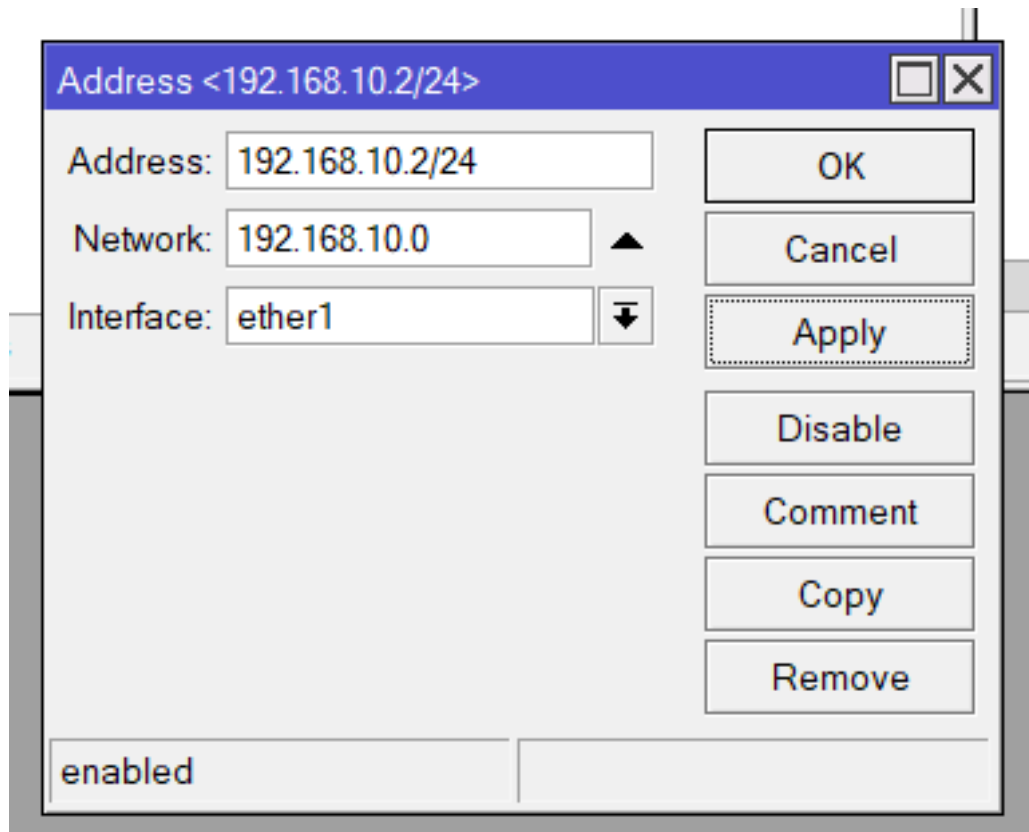 Address <192.168.10.2/24>
Address: 192.168.10.2/24
OK
Network: 192.168.10.0
Cancel
Interface: ether1
Apply
Disable
Comment
Copy
Remove
enabled